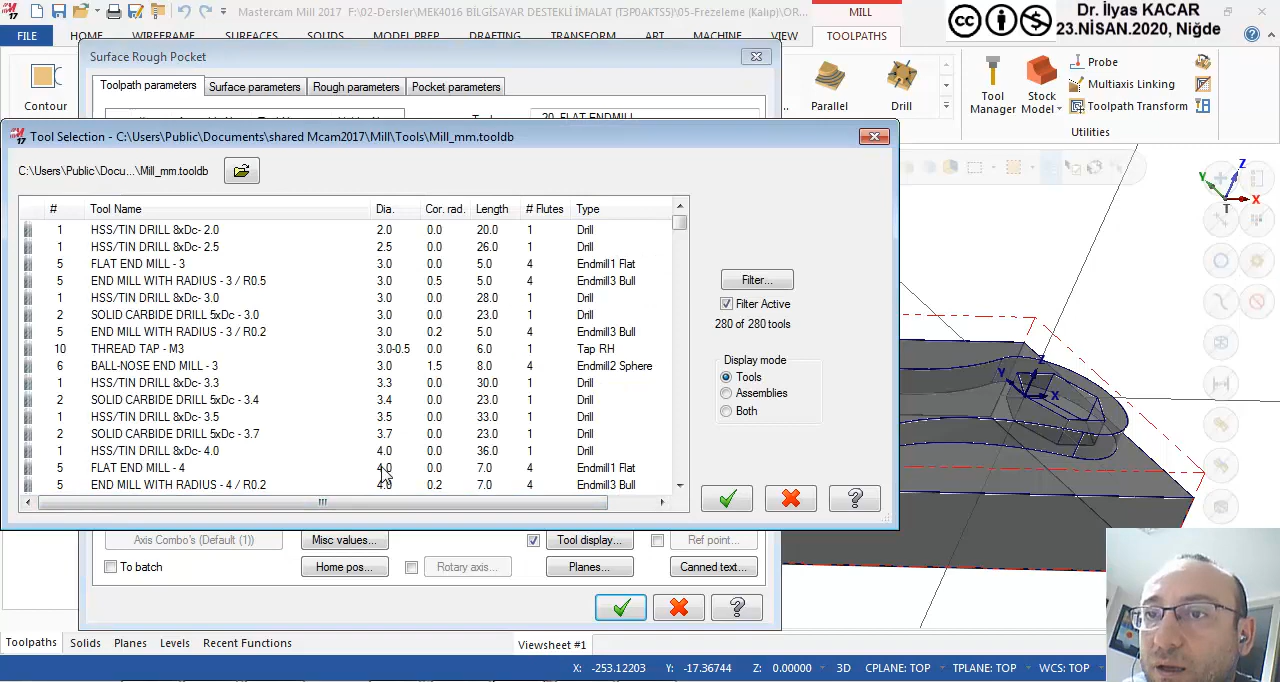 Mastercam Mill 2017 F:\02-Dersler\MEK4016 BİLGİSAYAR DESTEKLİ İMALAT (T3P0AKTS5)\05-Frezeleme (Kalıp)\OR...
MILL
Dr. İlyas KACAR
23.NİSAN.2020, Niğde
FILE HOME WIREFRAME SURFACES SOLIDS DRAFTING TRANSFORM ART MACHINE VIEW TOOLPATHS
Contour
Parallel
Drill
Tool Manager
Stock Model
Probe
Multiaxis Linking
Toolpath Transform
Utilities
Surface Rough Pocket
Toolpath parameters Surface parameters Rough parameters Pocket parameters
Tool Selection - C:\Users\Public\Documents\shared Mcam2017\Mill\Tools\Mill_mm.tooldb
C:\Users\Public\Docu...\Mill_mm.tooldb
# Tool Name Dia. Cor. rad. Length # Flutes Type
1 HSS/TIN DRILL 8xDc- 2.0 2.0 0.0 20.0 1 Drill
1 HSS/TIN DRILL 8xDc- 2.5 2.5 0.0 26.0 1 Drill
5 FLAT END MILL - 3 3.0 0.0 5.0 4 Endmill1 Flat
5 END MILL WITH RADIUS - 3 / R0.5 3.0 0.5 5.0 4 Endmill3 Bull
1 HSS/TIN DRILL 8xDc- 3.0 3.0 0.0 28.0 1 Drill
2 SOLID CARBIDE DRILL 5xDc - 3.0 3.0 0.0 23.0 1 Drill
5 END MILL WITH RADIUS - 3 / R0.2 3.0 0.2 5.0 4 Endmill3 Bull
10 THREAD TAP - M3 3.0-0.5 0.0 6.0 1 Tap RH
6 BALL-NOSE END MILL - 3 3.0 1.5 8.0 4 Endmill2 Sphere
1 HSS/TIN DRILL 8xDc- 3.3 3.3 0.0 30.0 1 Drill
2 SOLID CARBIDE DRILL 5xDc - 3.4 3.4 0.0 23.0 1 Drill
1 HSS/TIN DRILL 8xDc- 3.5 3.5 0.0 33.0 1 Drill
2 SOLID CARBIDE DRILL 5xDc - 3.7 3.7 0.0 23.0 1 Drill
1 HSS/TIN DRILL 8xDc- 4.0 4.0 0.0 36.0 1 Drill
5 FLAT END MILL - 4 4.0 0.0 7.0 4 Endmill1 Flat
5 END MILL WITH RADIUS - 4 / R0.2 4.0 0.2 7.0 4 Endmill3 Bull
Filter...
Filter Active
280 of 280 tools
Display mode
Tools
Assemblies
Both
Axis Combo's (Default (1)) Misc values... Tool display... Ref point...
To batch Home pos... Rotary axis... Planes... Canned text...
Toolpaths Solids Planes Levels Recent Functions Viewsheet #1
X: -253.12203 Y: -17.36744 Z: 0.00000 3D CPLANE: TOP TPLANE: TOP WCS: TOP